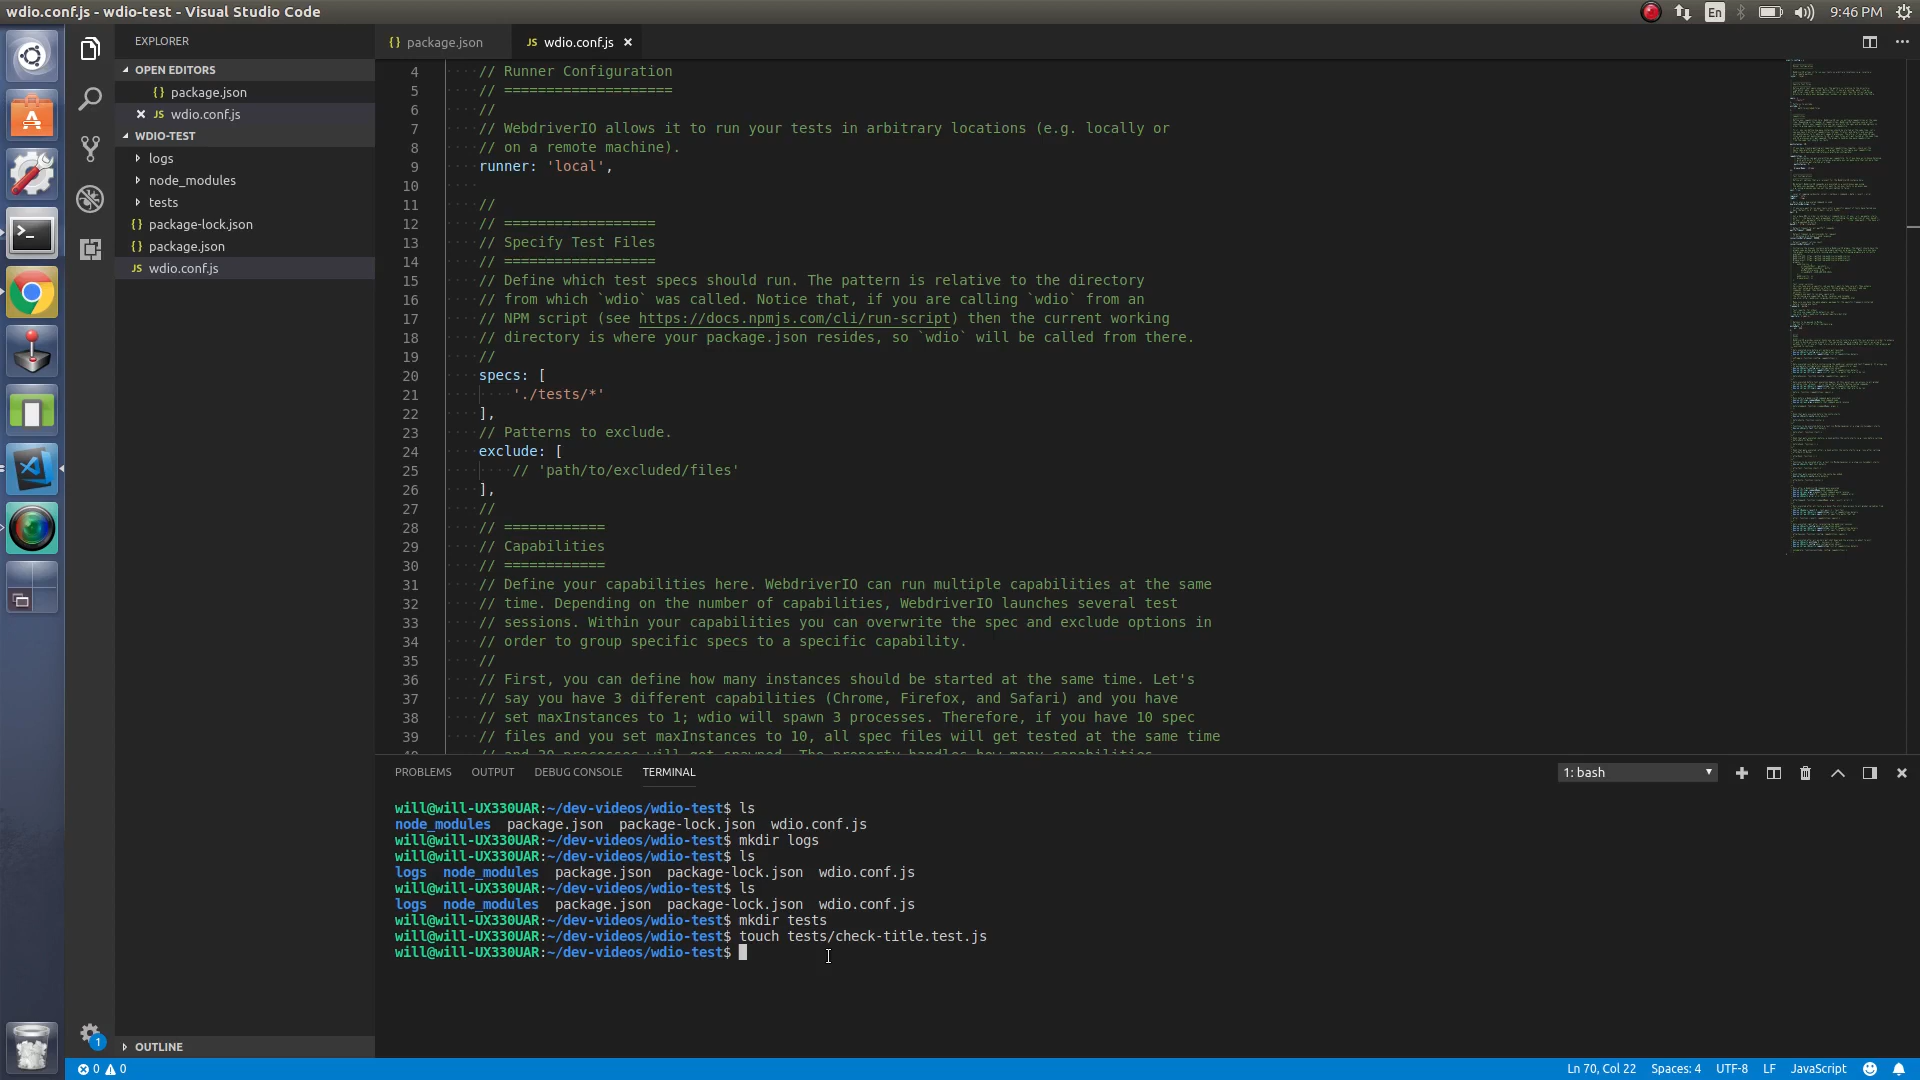 wdio.conf.js - wdio-test - Visual Studio Code
En
9:46 PM
EXPLORER
OPEN EDITORS
{} package.json
JS wdio.conf.js
WDIO-TEST
logs
node_modules
tests
{} package-lock.json
{} package.json
JS wdio.conf.js
OUTLINE
1
{} package.json
JS wdio.conf.js
4 // Runner Configuration
5 // ====================
6 //
7 // WebdriverIO allows it to run your tests in arbitrary locations (e.g. locally or
8 // on a remote machine).
9 runner: 'local',
10
11 //
12 // ==================
13 // Specify Test Files
14 // ==================
15 // Define which test specs should run. The pattern is relative to the directory
16 // from which `wdio` was called. Notice that, if you are calling `wdio` from an
17 // NPM script (see https://docs.npmjs.com/cli/run-script) then the current working
18 // directory is where your package.json resides, so `wdio` will be called from there.
19 //
20 specs: [
21 './tests/*'
22 ],
23 // Patterns to exclude.
24 exclude: [
25 // 'path/to/excluded/files'
26 ],
27 //
28 // ============
29 // Capabilities
30 // ============
31 // Define your capabilities here. WebdriverIO can run multiple capabilities at the same
32 // time. Depending on the number of capabilities, WebdriverIO launches several test
33 // sessions. Within your capabilities you can overwrite the spec and exclude options in
34 // order to group specific specs to a specific capability.
35 //
36 // First, you can define how many instances should be started at the same time. Let's
37 // say you have 3 different capabilities (Chrome, Firefox, and Safari) and you have
38 // set maxInstances to 1; wdio will spawn 3 processes. Therefore, if you have 10 spec
39 // files and you set maxInstances to 10, all spec files will get tested at the same time
40 // and 30 processes will get spawned. The property handles how many capabilities
PROBLEMS OUTPUT DEBUG CONSOLE TERMINAL
1: bash
will@will-UX330UAR:~/dev-videos/wdio-test$ ls
node_modules package.json package-lock.json wdio.conf.js
will@will-UX330UAR:~/dev-videos/wdio-test$ mkdir logs
will@will-UX330UAR:~/dev-videos/wdio-test$ ls
logs node_modules package.json package-lock.json wdio.conf.js
will@will-UX330UAR:~/dev-videos/wdio-test$ ls
logs node_modules package.json package-lock.json wdio.conf.js
will@will-UX330UAR:~/dev-videos/wdio-test$ mkdir tests
will@will-UX330UAR:~/dev-videos/wdio-test$ touch tests/check-title.test.js
will@will-UX330UAR:~/dev-videos/wdio-test$
0 0
Ln 70, Col 22 Spaces: 4 UTF-8 LF JavaScript